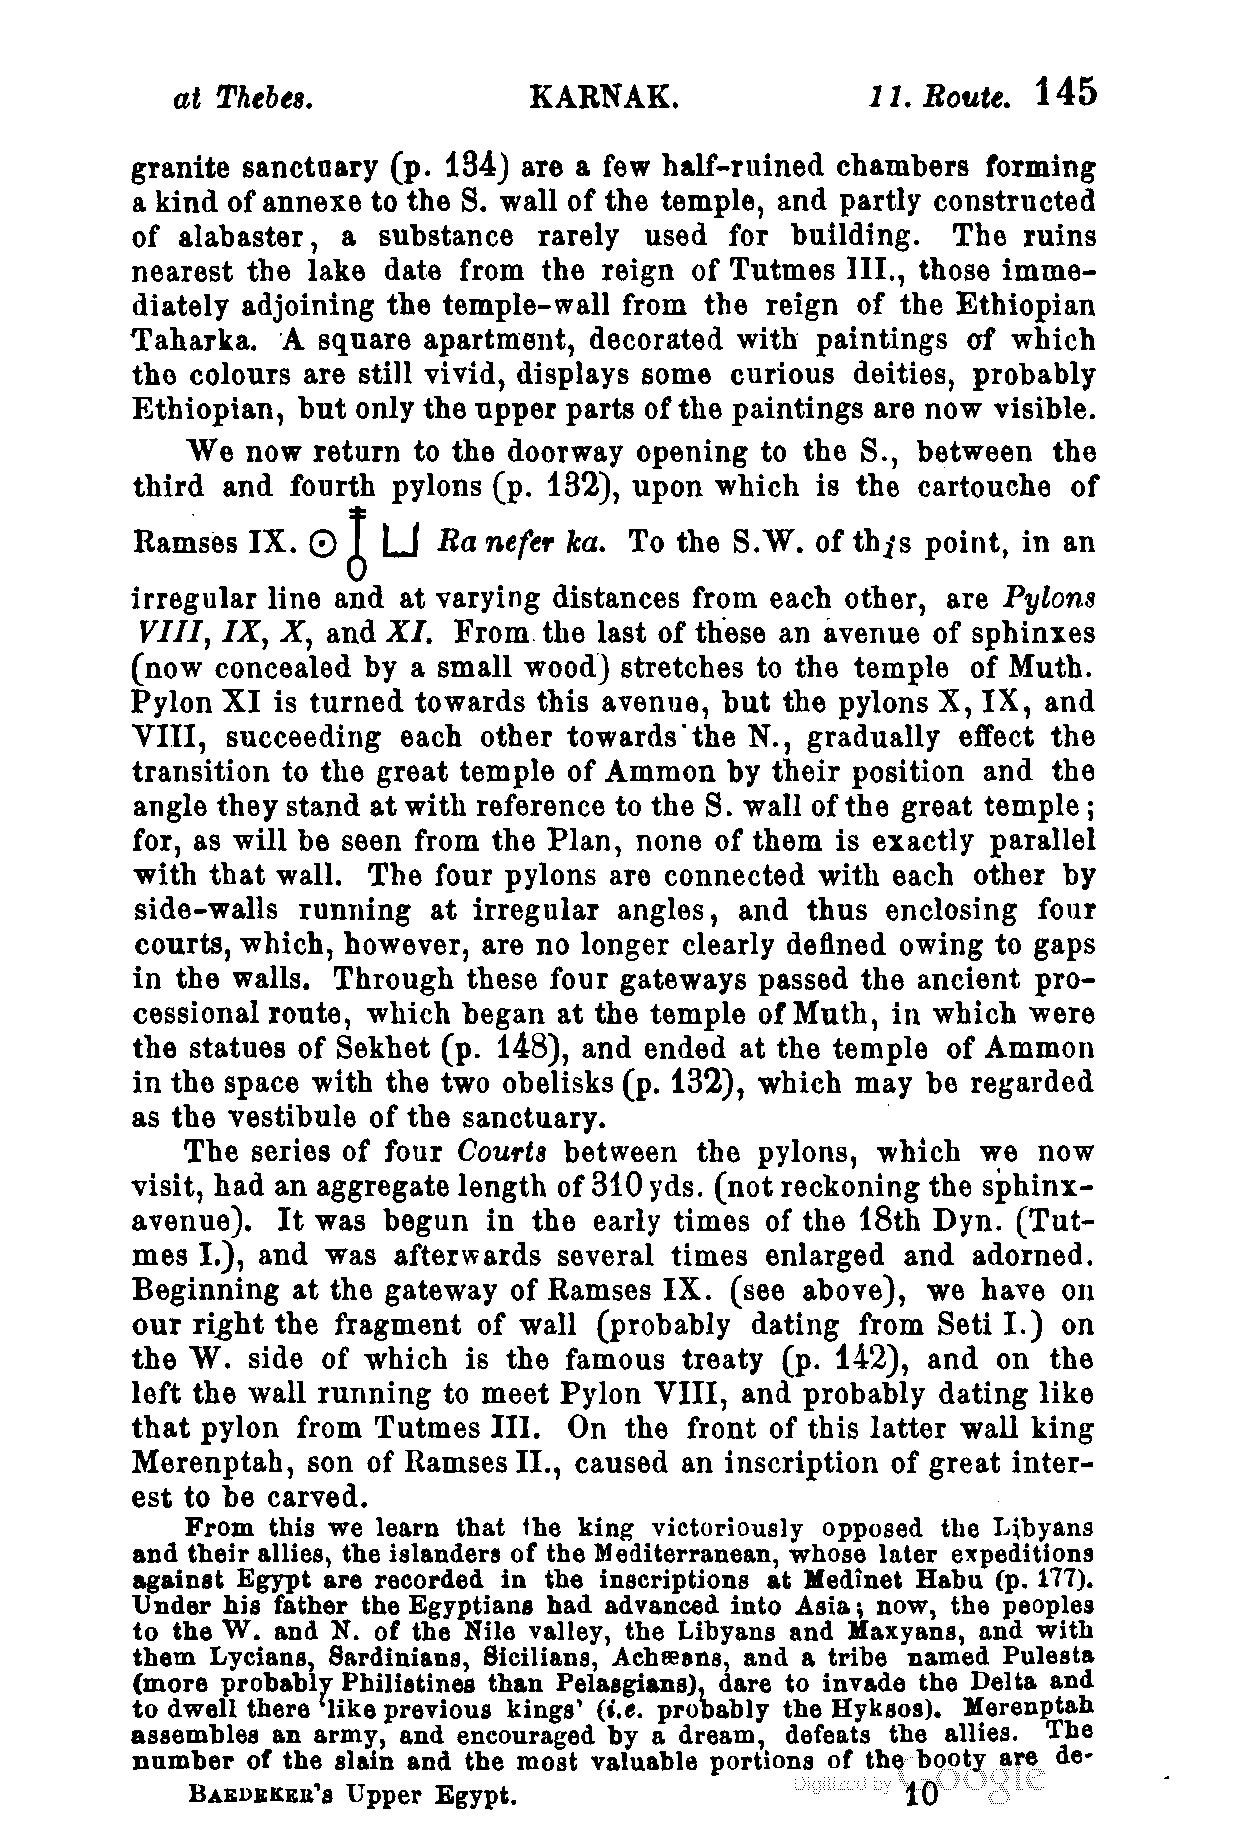 at Thebes. KARNAK. 11. Route. 145
granite sanctuary (p. 134) are a few half-ruined chambers forming
a kind of annexe to the S. wall of the temple, and partly constructed
of alabaster, a substance rarely used for building. The ruins
nearest the lake date from the reign of Tutmes III., those imme-
diately adjoining the temple-wall from the reign of the Ethiopian
Taharka. A square apartment, decorated with paintings of which
the colours are still vivid, displays some curious deities, probably
Ethiopian, but only the upper parts of the paintings are now visible.
We now return to the doorway opening to the S., between the
third and fourth pylons (p. 132), upon which is the cartouche of
Ramses IX. 𓇳 𓄤 𓂓 Ra nefer ka. To the S.W. of this point, in an
irregular line and at varying distances from each other, are Pylons
VIII, IX, X, and XI. From the last of these an avenue of sphinxes
(now concealed by a small wood) stretches to the temple of Muth.
Pylon XI is turned towards this avenue, but the pylons X, IX, and
VIII, succeeding each other towards the N., gradually effect the
transition to the great temple of Ammon by their position and the
angle they stand at with reference to the S. wall of the great temple;
for, as will be seen from the Plan, none of them is exactly parallel
with that wall. The four pylons are connected with each other by
side-walls running at irregular angles, and thus enclosing four
courts, which, however, are no longer clearly defined owing to gaps
in the walls. Through these four gateways passed the ancient pro-
cessional route, which began at the temple of Muth, in which were
the statues of Sekhet (p. 148), and ended at the temple of Ammon
in the space with the two obelisks (p. 132), which may be regarded
as the vestibule of the sanctuary.
The series of four Courts between the pylons, which we now
visit, had an aggregate length of 310 yds. (not reckoning the sphinx-
avenue). It was begun in the early times of the 18th Dyn. (Tut-
mes I.), and was afterwards several times enlarged and adorned.
Beginning at the gateway of Ramses IX. (see above), we have on
our right the fragment of wall (probably dating from Seti I.) on
the W. side of which is the famous treaty (p. 142), and on the
left the wall running to meet Pylon VIII, and probably dating like
that pylon from Tutmes III. On the front of this latter wall king
Merenptah, son of Ramses II., caused an inscription of great inter-
est to be carved.
From this we learn that the king victoriously opposed the Libyans
and their allies, the islanders of the Mediterranean, whose later expeditions
against Egypt are recorded in the inscriptions at Medînet Habu (p. 177).
Under his father the Egyptians had advanced into Asia; now, the peoples
to the W. and N. of the Nile valley, the Libyans and Maxyans, and with
them Lycians, Sardinians, Sicilians, Achæans, and a tribe named Pulesta
(more probably Philistines than Pelasgians), dare to invade the Delta and
to dwell there 'like previous kings' (i.e. probably the Hyksos). Merenptah
assembles an army, and encouraged by a dream, defeats the allies. The
number of the slain and the most valuable portions of the booty are de-
BAEDEKER's Upper Egypt. 10
Digitized by Google